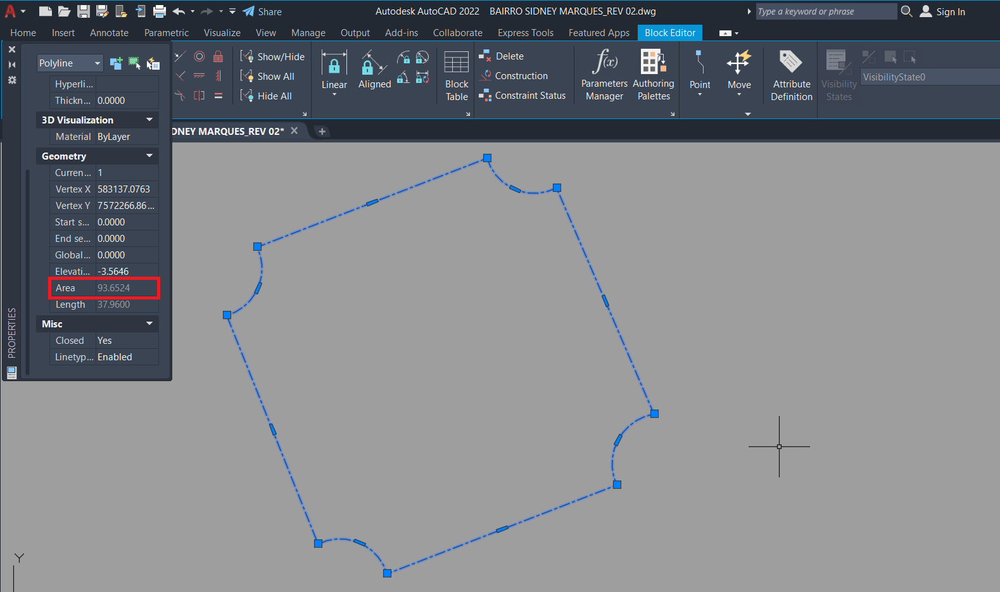 Share
Autodesk AutoCAD 2022 BAIRRO SIDNEY MARQUES_REV 02.dwg
Type a keyword or phrase
Sign In
Home Insert Annotate Parametric Visualize View Manage Output Add-ins Collaborate Express Tools Featured Apps Block Editor
Polyline
Hyperli...
Thickn... 0.0000
3D Visualization
Material ByLayer
Geometry
Curren... 1
Vertex X 583137.0763
Vertex Y 7572266.86...
Start s... 0.0000
End se... 0.0000
Global... 0.0000
Elevati... -3.5646
Area 93.6524
Length 37.9600
Misc
Closed Yes
Linetyp... Enabled
PROPERTIES
Show/Hide
Show All
Hide All
Linear
Aligned
Block
Table
Delete
Construction
Constraint Status
f(x)
Parameters
Manager
Authoring
Palettes
Point
Move
Attribute
Definition
Visibility
States
VisibilityState0
DNEY MARQUES_REV 02*
Y